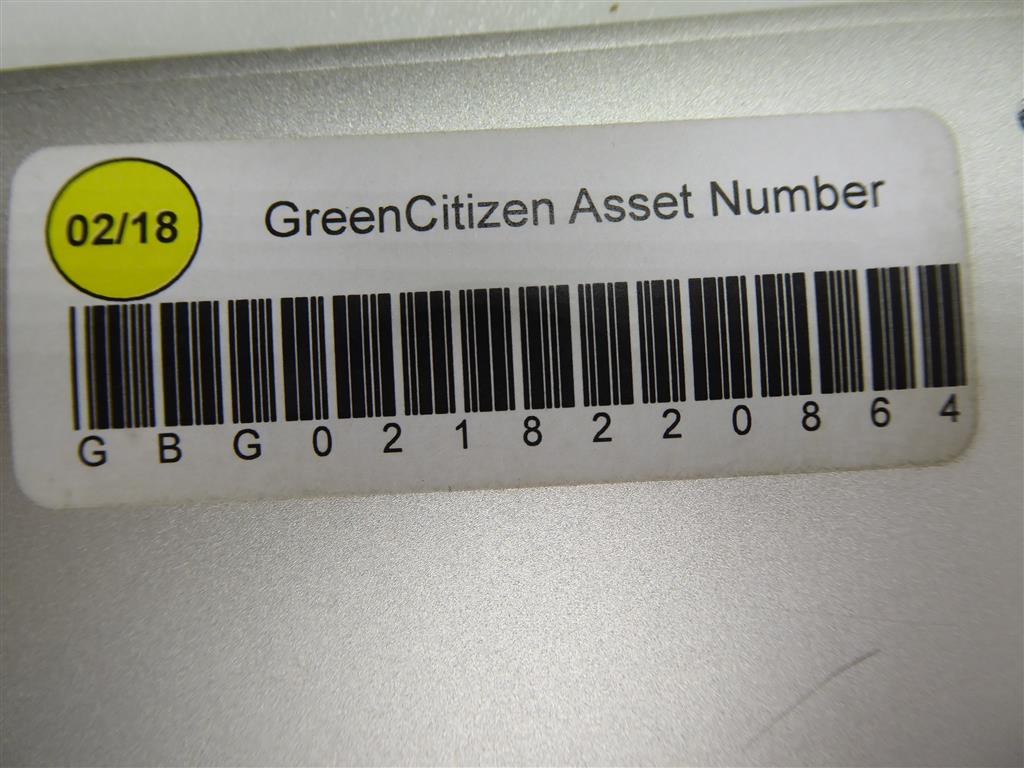 02/18
GreenCitizen Asset Number
G B G 0 2 1 8 2 2 0 8 6 4